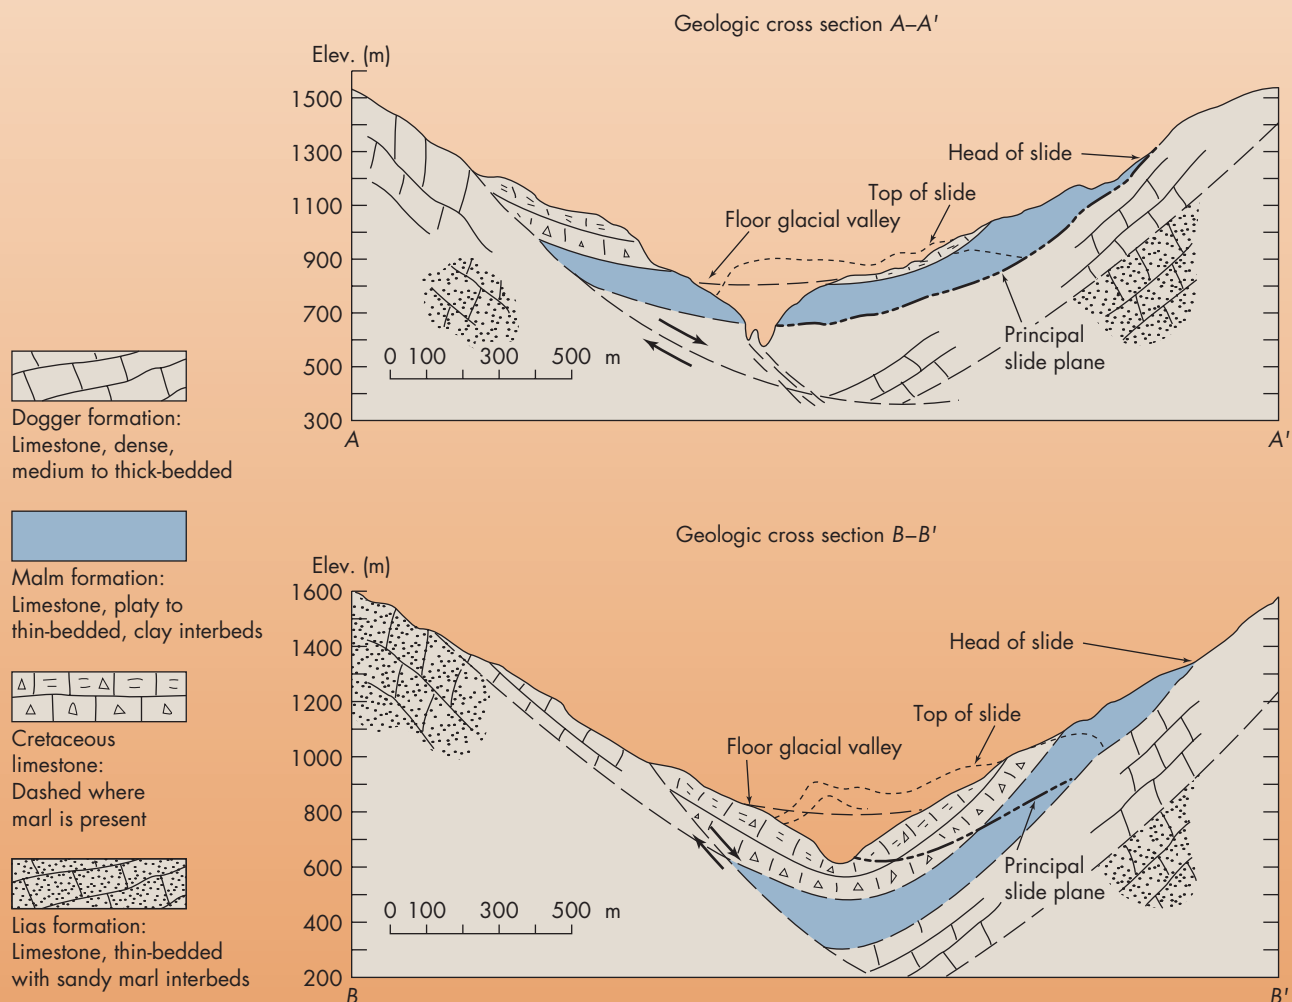 Geologic cross section A–A'
Elev. (m)
1500
1300
1100
900
700
500
300
Head of slide
Top of slide
Floor glacial valley
Principal
slide plane
0 100 300 500 m
A
A'
Dogger formation:
Limestone, dense,
medium to thick-bedded
Malm formation:
Limestone, platy to
thin-bedded, clay interbeds
Cretaceous
limestone:
Dashed where
marl is present
Lias formation:
Limestone, thin-bedded
with sandy marl interbeds
Geologic cross section B–B'
Elev. (m)
1600
1400
1200
1000
800
600
400
200
Head of slide
Top of slide
Floor glacial valley
Principal
slide plane
0 100 300 500 m
B
B'